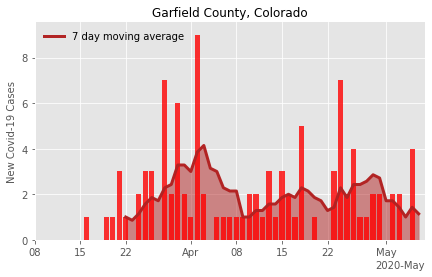 Garfield County, Colorado
7 day moving average
New Covid-19 Cases
8
6
4
2
0
08 15 22 Apr 08 15 22 May
2020-May